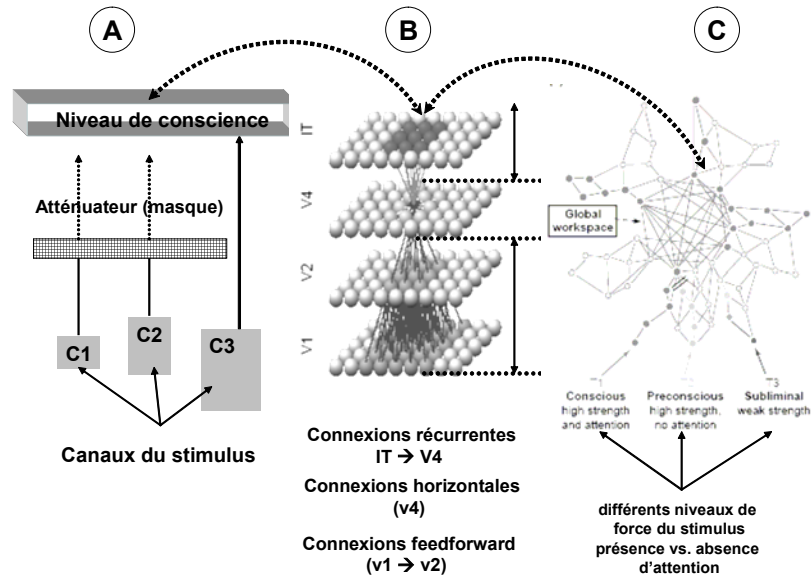 A
B
C
Niveau de conscience
Atténuateur (masque)
C1
C2
C3
Canaux du stimulus
IT
V4
V2
V1
Connexions récurrentes
IT → V4
Connexions horizontales
(v4)
Connexions feedforward
(v1 → v2)
Global
workspace
T1
Conscious
high strength
and attention
Preconscious
high strength,
no attention
T3
Subliminal
weak strength
différents niveaux de
force du stimulus
présence vs. absence
d'attention